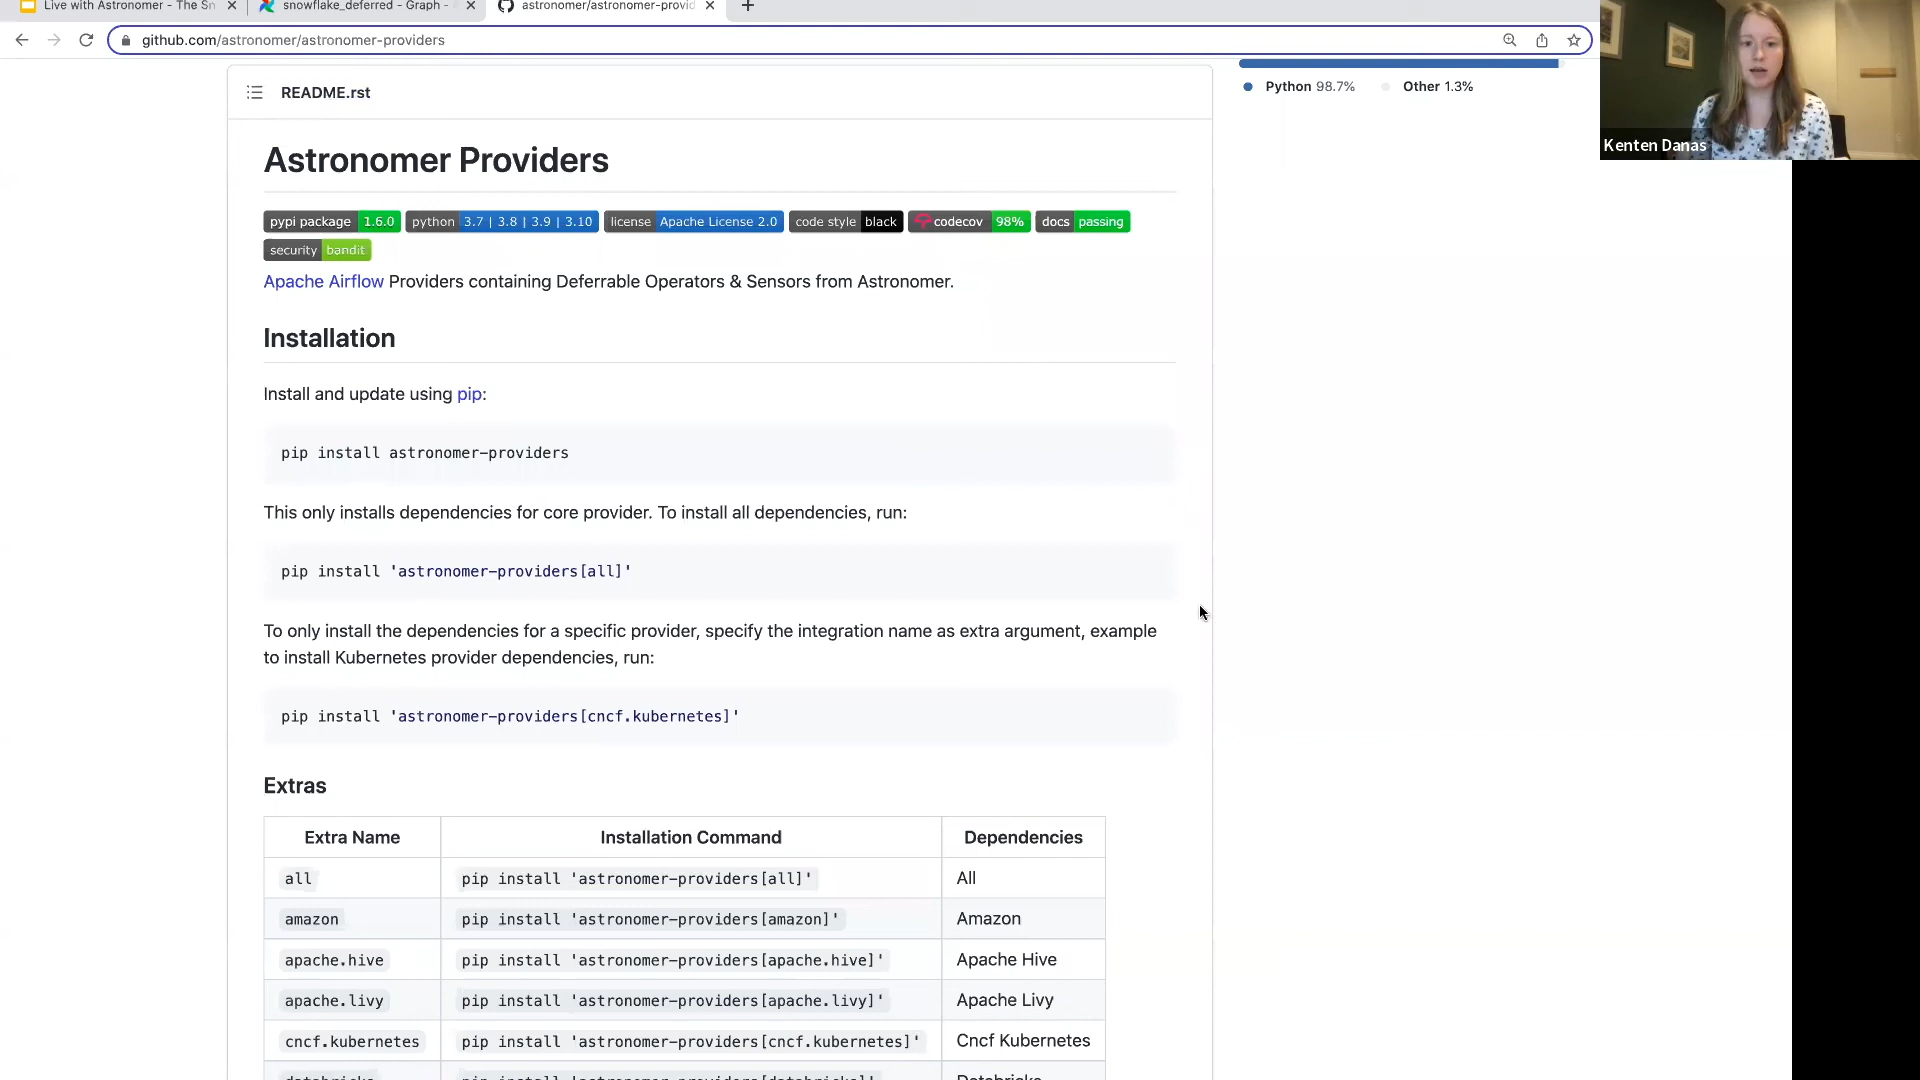 Live with Astronomer - The Sn
snowflake_deferred - Graph -
astronomer/astronomer-provid
github.com/astronomer/astronomer-providers
Python 98.7% Other 1.3%
Kenten Danas
README.rst
Astronomer Providers
pypi package 1.6.0 python 3.7 | 3.8 | 3.9 | 3.10 license Apache License 2.0 code style black codecov 98% docs passing
security bandit
Apache Airflow Providers containing Deferrable Operators & Sensors from Astronomer.
Installation
Install and update using pip:
pip install astronomer-providers
This only installs dependencies for core provider. To install all dependencies, run:
pip install 'astronomer-providers[all]'
To only install the dependencies for a specific provider, specify the integration name as extra argument, example
to install Kubernetes provider dependencies, run:
pip install 'astronomer-providers[cncf.kubernetes]'
Extras
Extra Name Installation Command Dependencies
all pip install 'astronomer-providers[all]' All
amazon pip install 'astronomer-providers[amazon]' Amazon
apache.hive pip install 'astronomer-providers[apache.hive]' Apache Hive
apache.livy pip install 'astronomer-providers[apache.livy]' Apache Livy
cncf.kubernetes pip install 'astronomer-providers[cncf.kubernetes]' Cncf Kubernetes
databricks pip install 'astronomer-providers[databricks]' Databricks